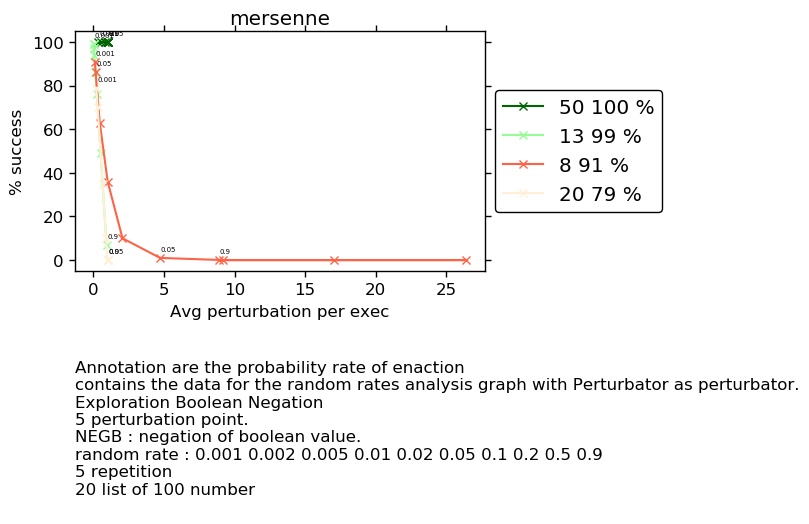 mersenne
100
80
60
40
20
0
% success
0.001
0.05
0.001
0.9
0.05
0.9
0 5 10 15 20 25
Avg perturbation per exec
50 100 %
13 99 %
8 91 %
20 79 %
Annotation are the probability rate of enaction
contains the data for the random rates analysis graph with Perturbator as perturbator.
Exploration Boolean Negation
5 perturbation point.
NEGB : negation of boolean value.
random rate : 0.001 0.002 0.005 0.01 0.02 0.05 0.1 0.2 0.5 0.9
5 repetition
20 list of 100 number